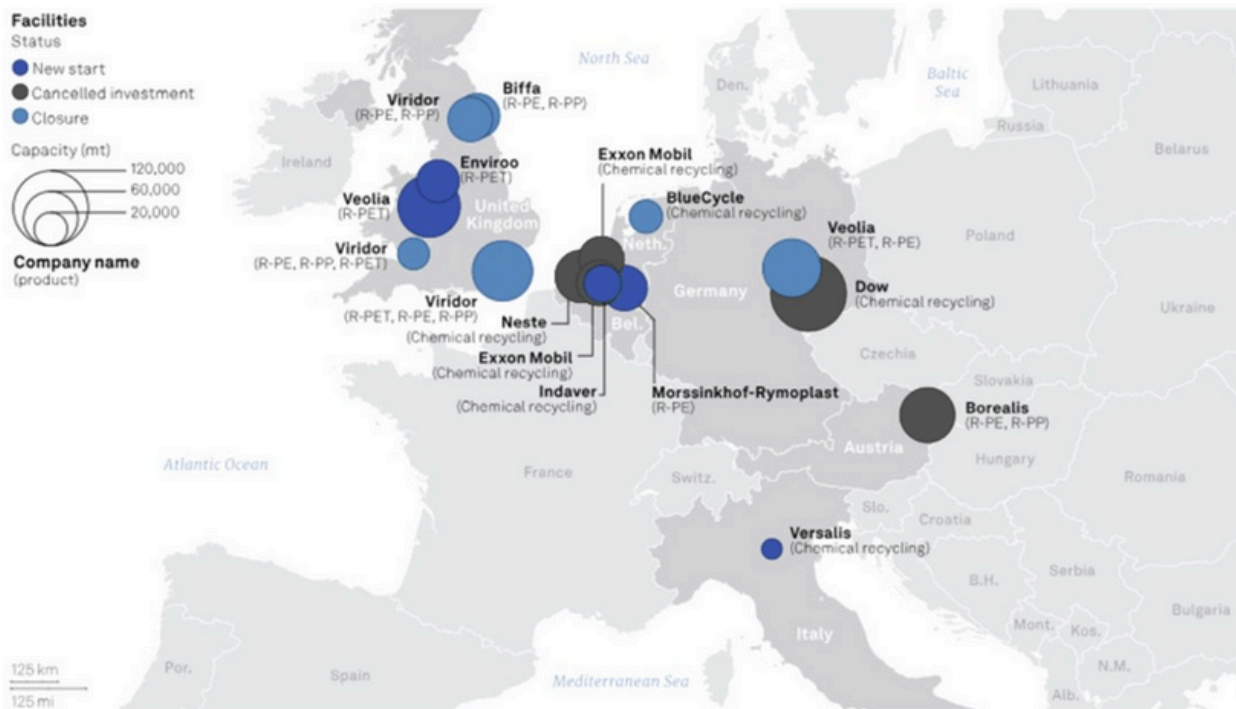 Facilities
Status
New start
Cancelled investment
Closure
Capacity (mt)
120,000
60,000
20,000
Company name
(product)
North Sea
Baltic
Sea
Den.
Lithuania
Russia
Belarus
Ireland
Viridor
(R-PE, R-PP)
Biffa
(R-PE, R-PP)
Enviroo
(R-PET)
Veolia
(R-PET)
United
Kingdom
Viridor
(R-PE, R-PP, R-PET)
Viridor
(R-PET, R-PE, R-PP)
Exxon Mobil
(Chemical recycling)
BlueCycle
(Chemical recycling)
Neth.
Veolia
(R-PET, R-PE)
Poland
Germany
Dow
(Chemical recycling)
Ukraine
Neste
(Chemical recycling)
Bel.
Exxon Mobil
(Chemical recycling)
Indaver
(Chemical recycling)
Morssinkhof-Rymoplast
(R-PE)
Czechia
Slovakia
Borealis
(R-PE, R-PP)
Austria
Hungary
Atlantic Ocean
France
Switz.
Romania
Slo.
Croatia
Versalis
(Chemical recycling)
B.H.
Serbia
Bulgaria
Mont.
Kos.
Italy
N.M.
Alb.
Por.
Spain
Mediterranean Sea
125 km
125 mi